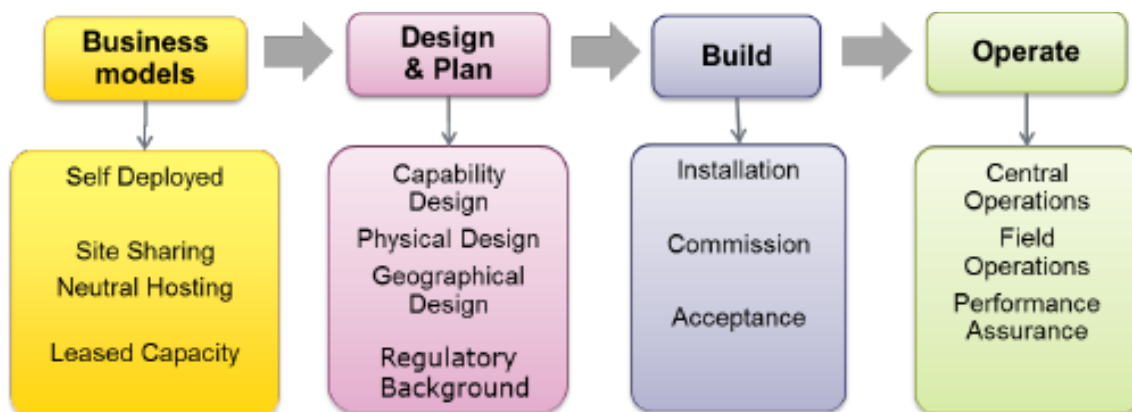 Business
models
Design
& Plan
Build
Operate
Self Deployed
Site Sharing
Neutral Hosting
Leased Capacity
Capability
Design
Physical Design
Geographical
Design
Regulatory
Background
Installation
Commission
Acceptance
Central
Operations
Field
Operations
Performance
Assurance